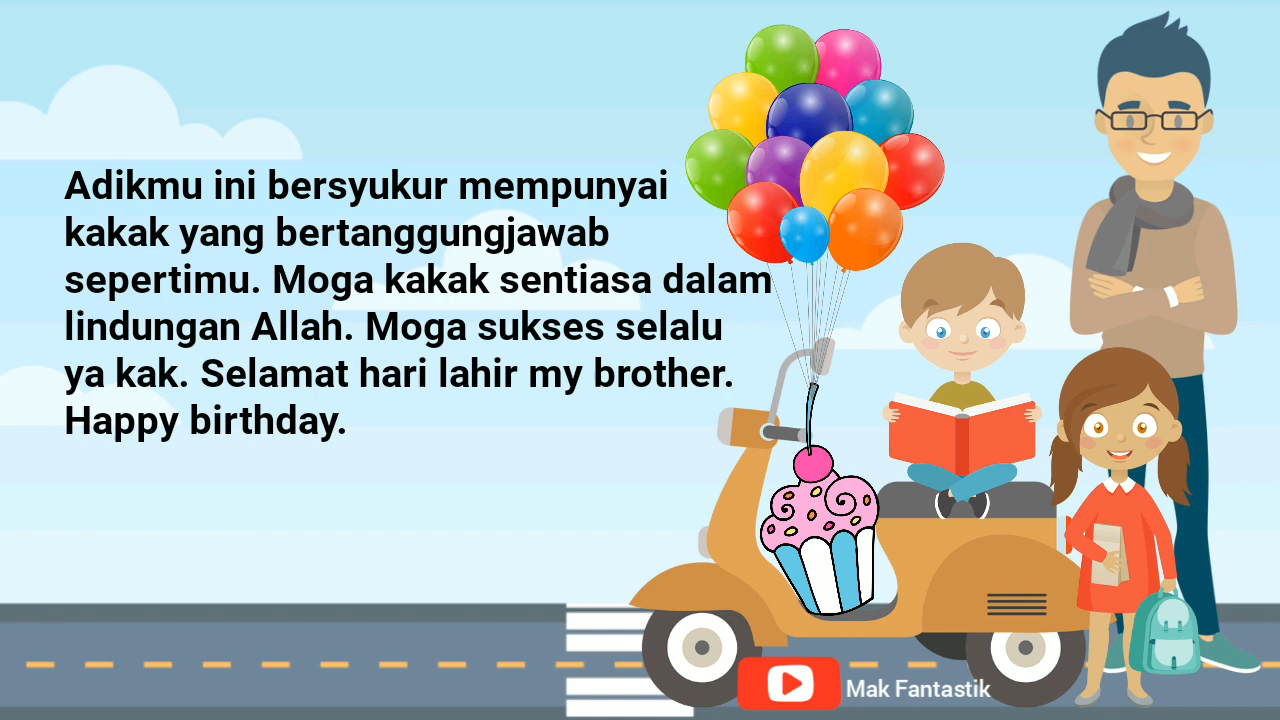 Adikmu ini bersyukur mempunyai
kakak yang bertanggungjawab
sepertimu. Moga kakak sentiasa dalam
lindungan Allah. Moga sukses selalu
ya kak. Selamat hari lahir my brother.
Happy birthday.
Mak Fantastik